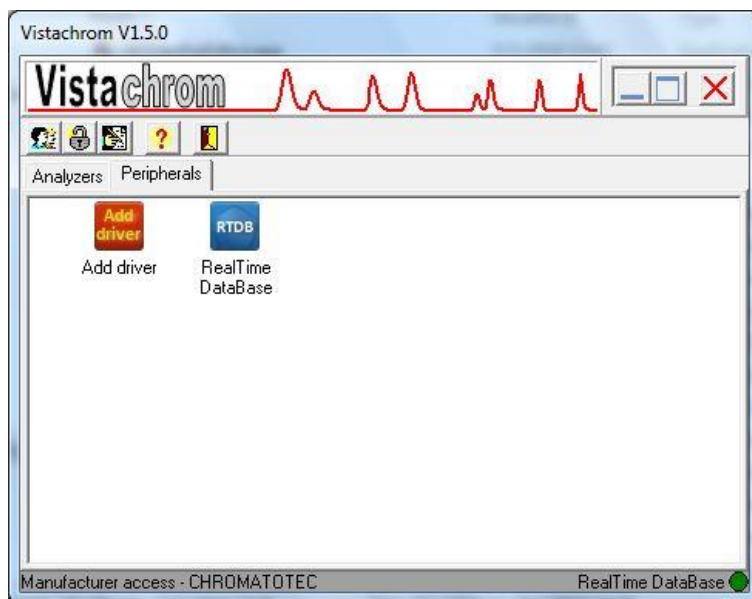 Vistachrom V1.5.0
Vistachrom
?
Analyzers Peripherals
Add driver RTDB
Add driver RealTime DataBase
Manufacturer access - CHROMATOTEC RealTime DataBase